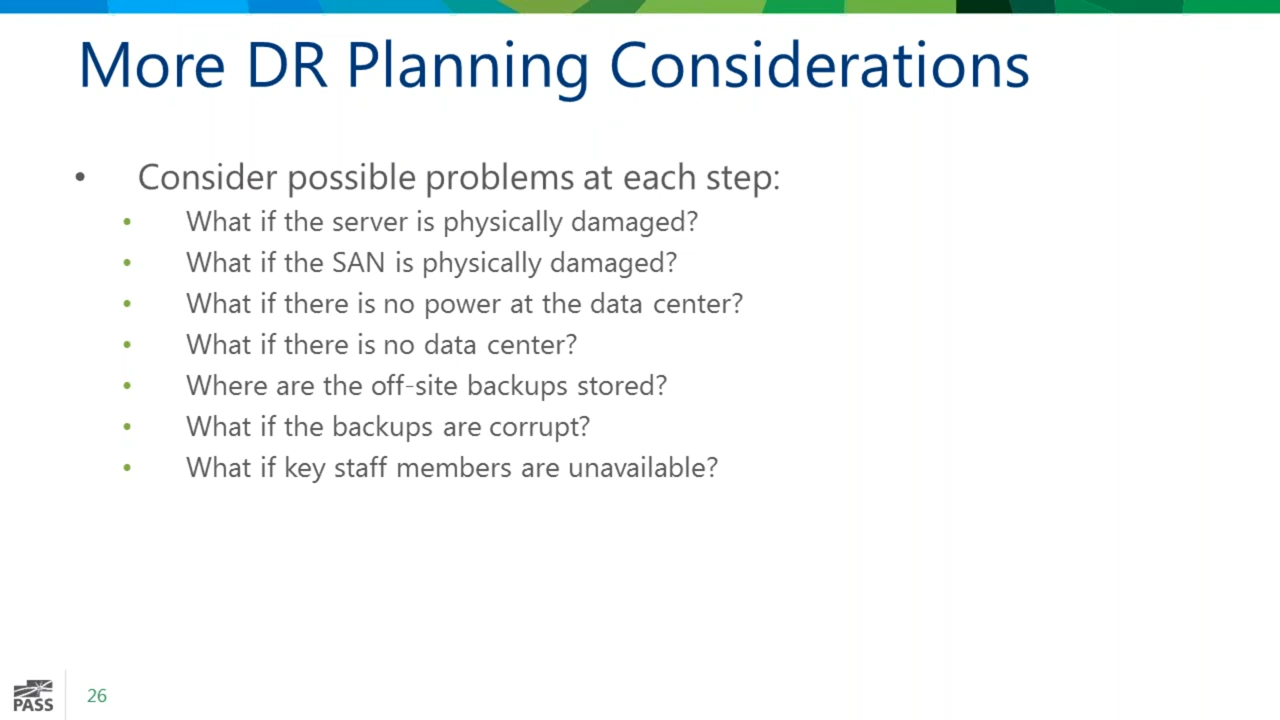 More DR Planning Considerations
• Consider possible problems at each step:
• What if the server is physically damaged?
• What if the SAN is physically damaged?
• What if there is no power at the data center?
• What if there is no data center?
• Where are the off-site backups stored?
• What if the backups are corrupt?
• What if key staff members are unavailable?
PASS
26